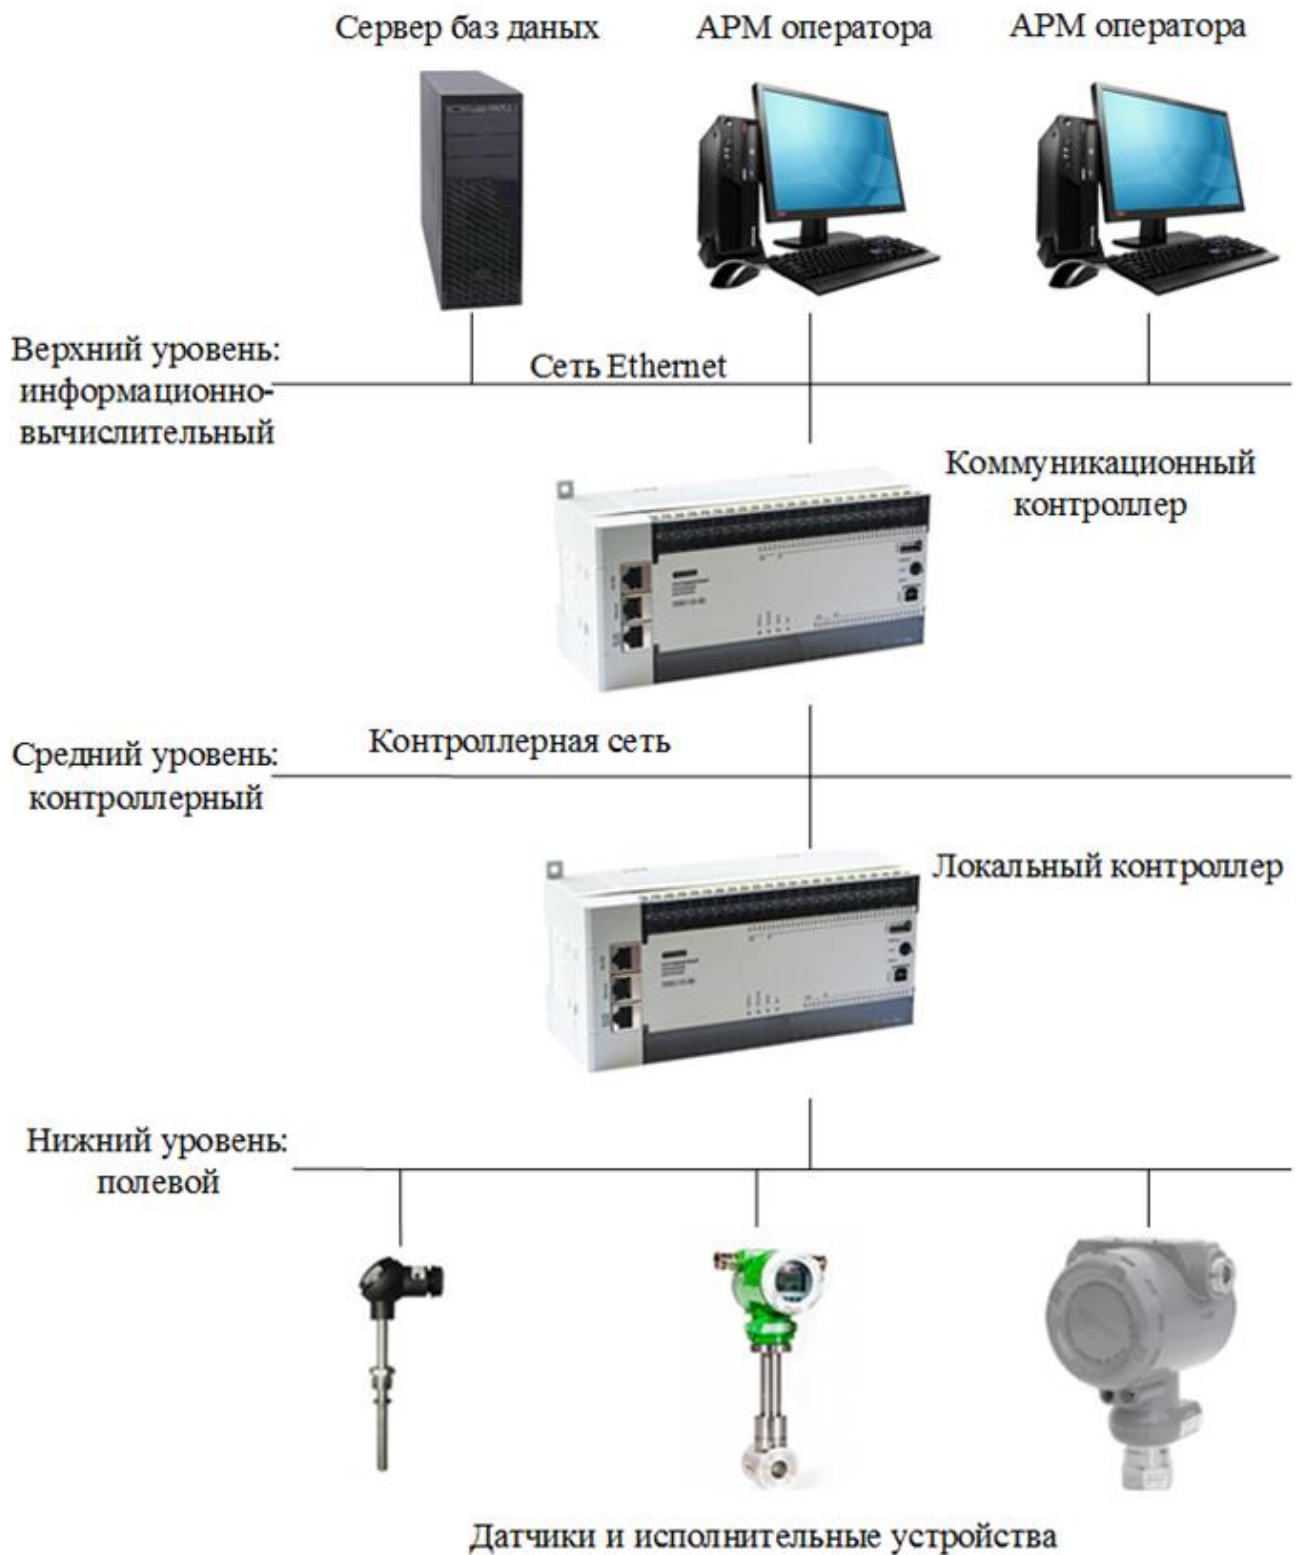 Сервер баз даных
АРМ оператора
АРМ оператора
Верхний уровень:
информационно-
вычислительный
Сеть Ethernet
Коммуникационный
контроллер
Средний уровень:
контроллерный
Контроллерная сеть
Локальный контроллер
Нижний уровень:
полевой
Датчики и исполнительные устройства